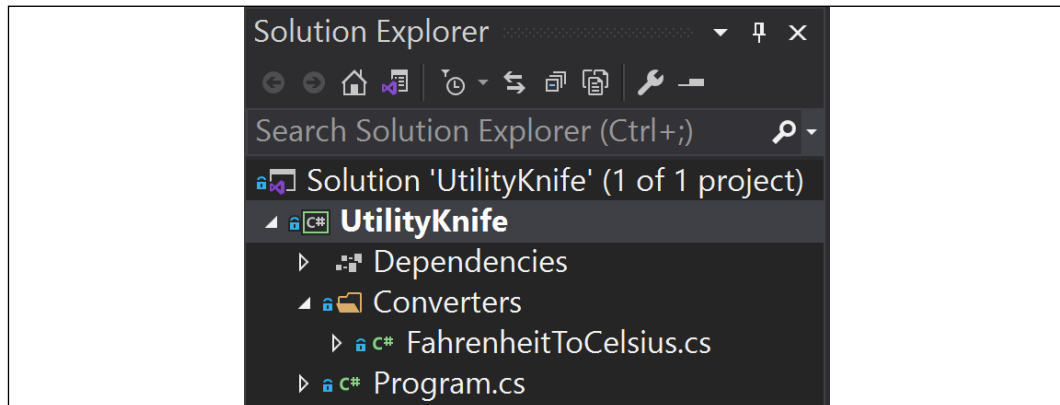 Solution Explorer
Search Solution Explorer (Ctrl+;)
Solution 'UtilityKnife' (1 of 1 project)
C# UtilityKnife
Dependencies
Converters
C# FahrenheitToCelsius.cs
C# Program.cs